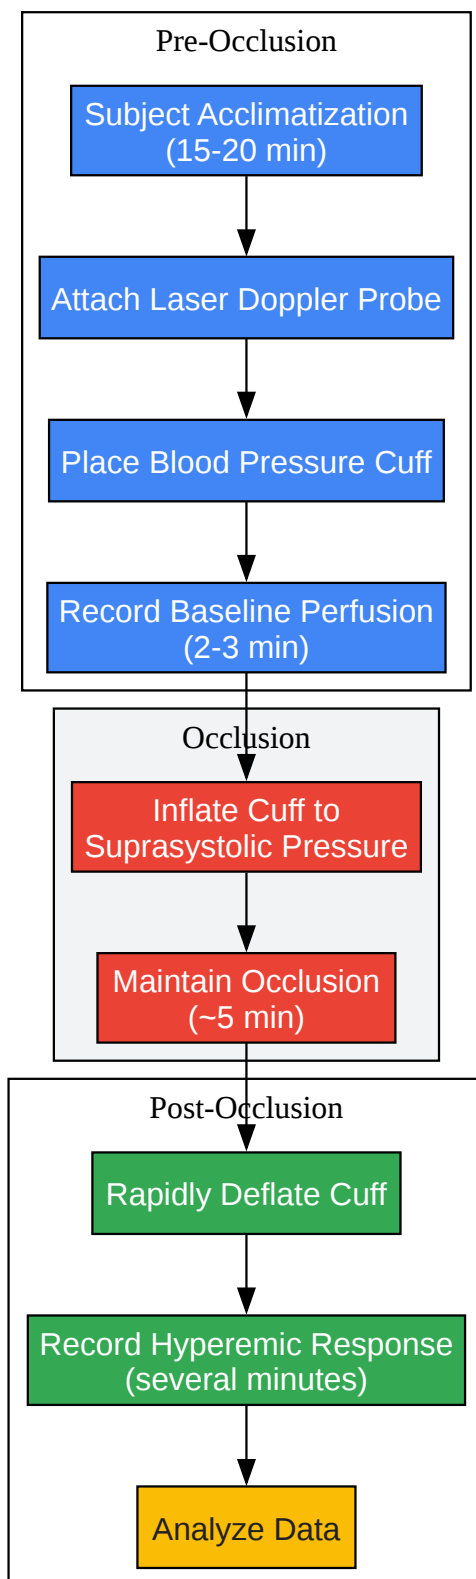 Pre-Occlusion
Subject Acclimatization
(15-20 min)
Attach Laser Doppler Probe
Place Blood Pressure Cuff
Record Baseline Perfusion
(2-3 min)
Occlusion
Inflate Cuff to
Suprasystolic Pressure
Maintain Occlusion
(~5 min)
Post-Occlusion
Rapidly Deflate Cuff
Record Hyperemic Response
(several minutes)
Analyze Data